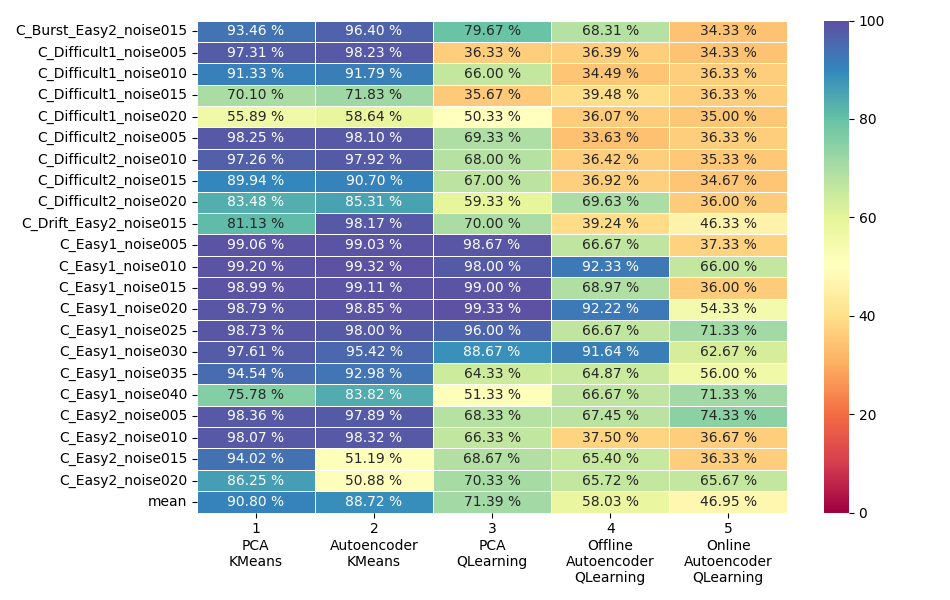 C_Burst_Easy2_noise015 93.46 % 96.40 % 79.67 % 68.31 % 34.33 % 100
C_Difficult1_noise005 97.31 % 98.23 % 36.33 % 36.39 % 34.33 %
C_Difficult1_noise010 91.33 % 91.79 % 66.00 % 34.49 % 36.33 %
C_Difficult1_noise015 70.10 % 71.83 % 35.67 % 39.48 % 36.33 %
C_Difficult1_noise020 55.89 % 58.64 % 50.33 % 36.07 % 35.00 % 80
C_Difficult2_noise005 98.25 % 98.10 % 69.33 % 33.63 % 36.33 %
C_Difficult2_noise010 97.26 % 97.92 % 68.00 % 36.42 % 35.33 %
C_Difficult2_noise015 89.94 % 90.70 % 67.00 % 36.92 % 34.67 %
C_Difficult2_noise020 83.48 % 85.31 % 59.33 % 69.63 % 36.00 %
C_Drift_Easy2_noise015 81.13 % 98.17 % 70.00 % 39.24 % 46.33 % 60
C_Easy1_noise005 99.06 % 99.03 % 98.67 % 66.67 % 37.33 %
C_Easy1_noise010 99.20 % 99.32 % 98.00 % 92.33 % 66.00 %
C_Easy1_noise015 98.99 % 99.11 % 99.00 % 68.97 % 36.00 %
C_Easy1_noise020 98.79 % 98.85 % 99.33 % 92.22 % 54.33 % 40
C_Easy1_noise025 98.73 % 98.00 % 96.00 % 66.67 % 71.33 %
C_Easy1_noise030 97.61 % 95.42 % 88.67 % 91.64 % 62.67 %
C_Easy1_noise035 94.54 % 92.98 % 64.33 % 64.87 % 56.00 %
C_Easy1_noise040 75.78 % 83.82 % 51.33 % 66.67 % 71.33 %
C_Easy2_noise005 98.36 % 97.89 % 68.33 % 67.45 % 74.33 % 20
C_Easy2_noise010 98.07 % 98.32 % 66.33 % 37.50 % 36.67 %
C_Easy2_noise015 94.02 % 51.19 % 68.67 % 65.40 % 36.33 %
C_Easy2_noise020 86.25 % 50.88 % 70.33 % 65.72 % 65.67 %
mean 90.80 % 88.72 % 71.39 % 58.03 % 46.95 % 0
1 2 3 4 5
PCA Autoencoder PCA Offline Online
KMeans KMeans QLearning Autoencoder Autoencoder
QLearning QLearning